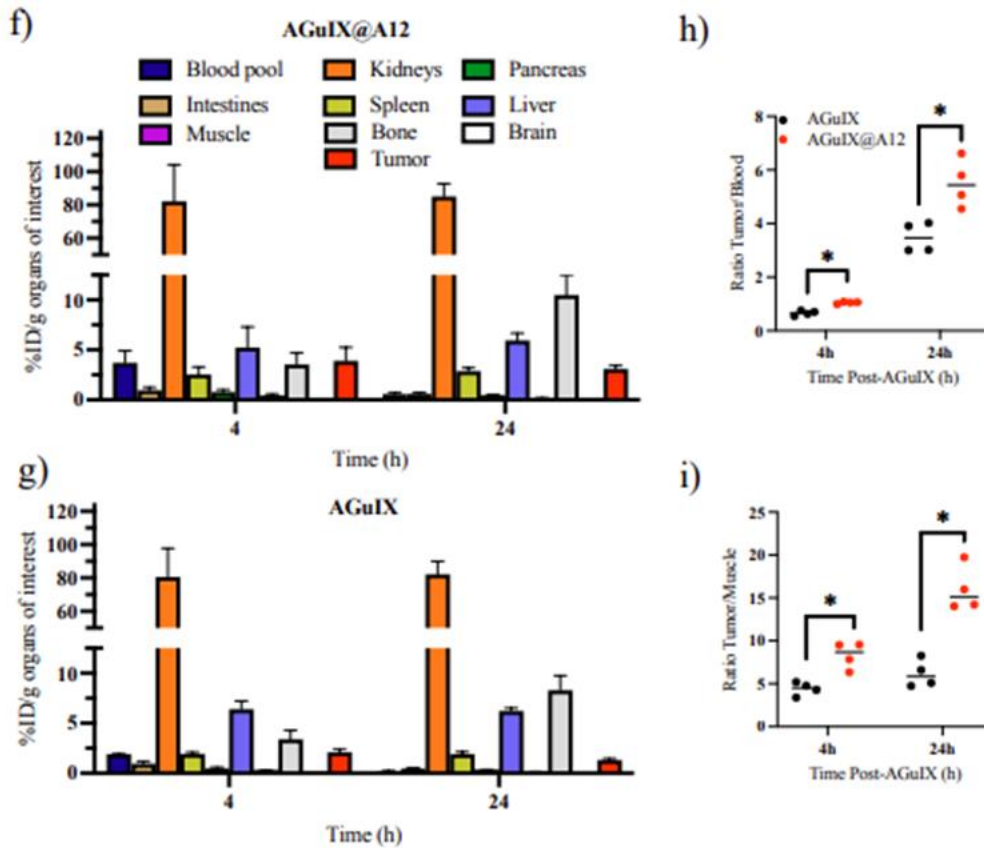 f)
AGuIX@A12
Blood pool
Kidneys
Pancreas
Intestines
Spleen
Liver
Muscle
Bone
Brain
Tumor
%ID/g organs of interest
120
100
80
60
10
5
0
4
24
Time (h)
g)
AGuIX
%ID/g organs of interest
120
100
80
60
10
5
0
4
24
Time (h)
h)
AGuIX
AGuIX@A12
Ratio Tumor/Blood
8
6
4
2
0
*
*
4h
24h
Time Post-AGuIX (h)
i)
Ratio Tumor/Muscle
25
20
15
10
5
0
*
*
4h
24h
Time Post-AGuIX (h)